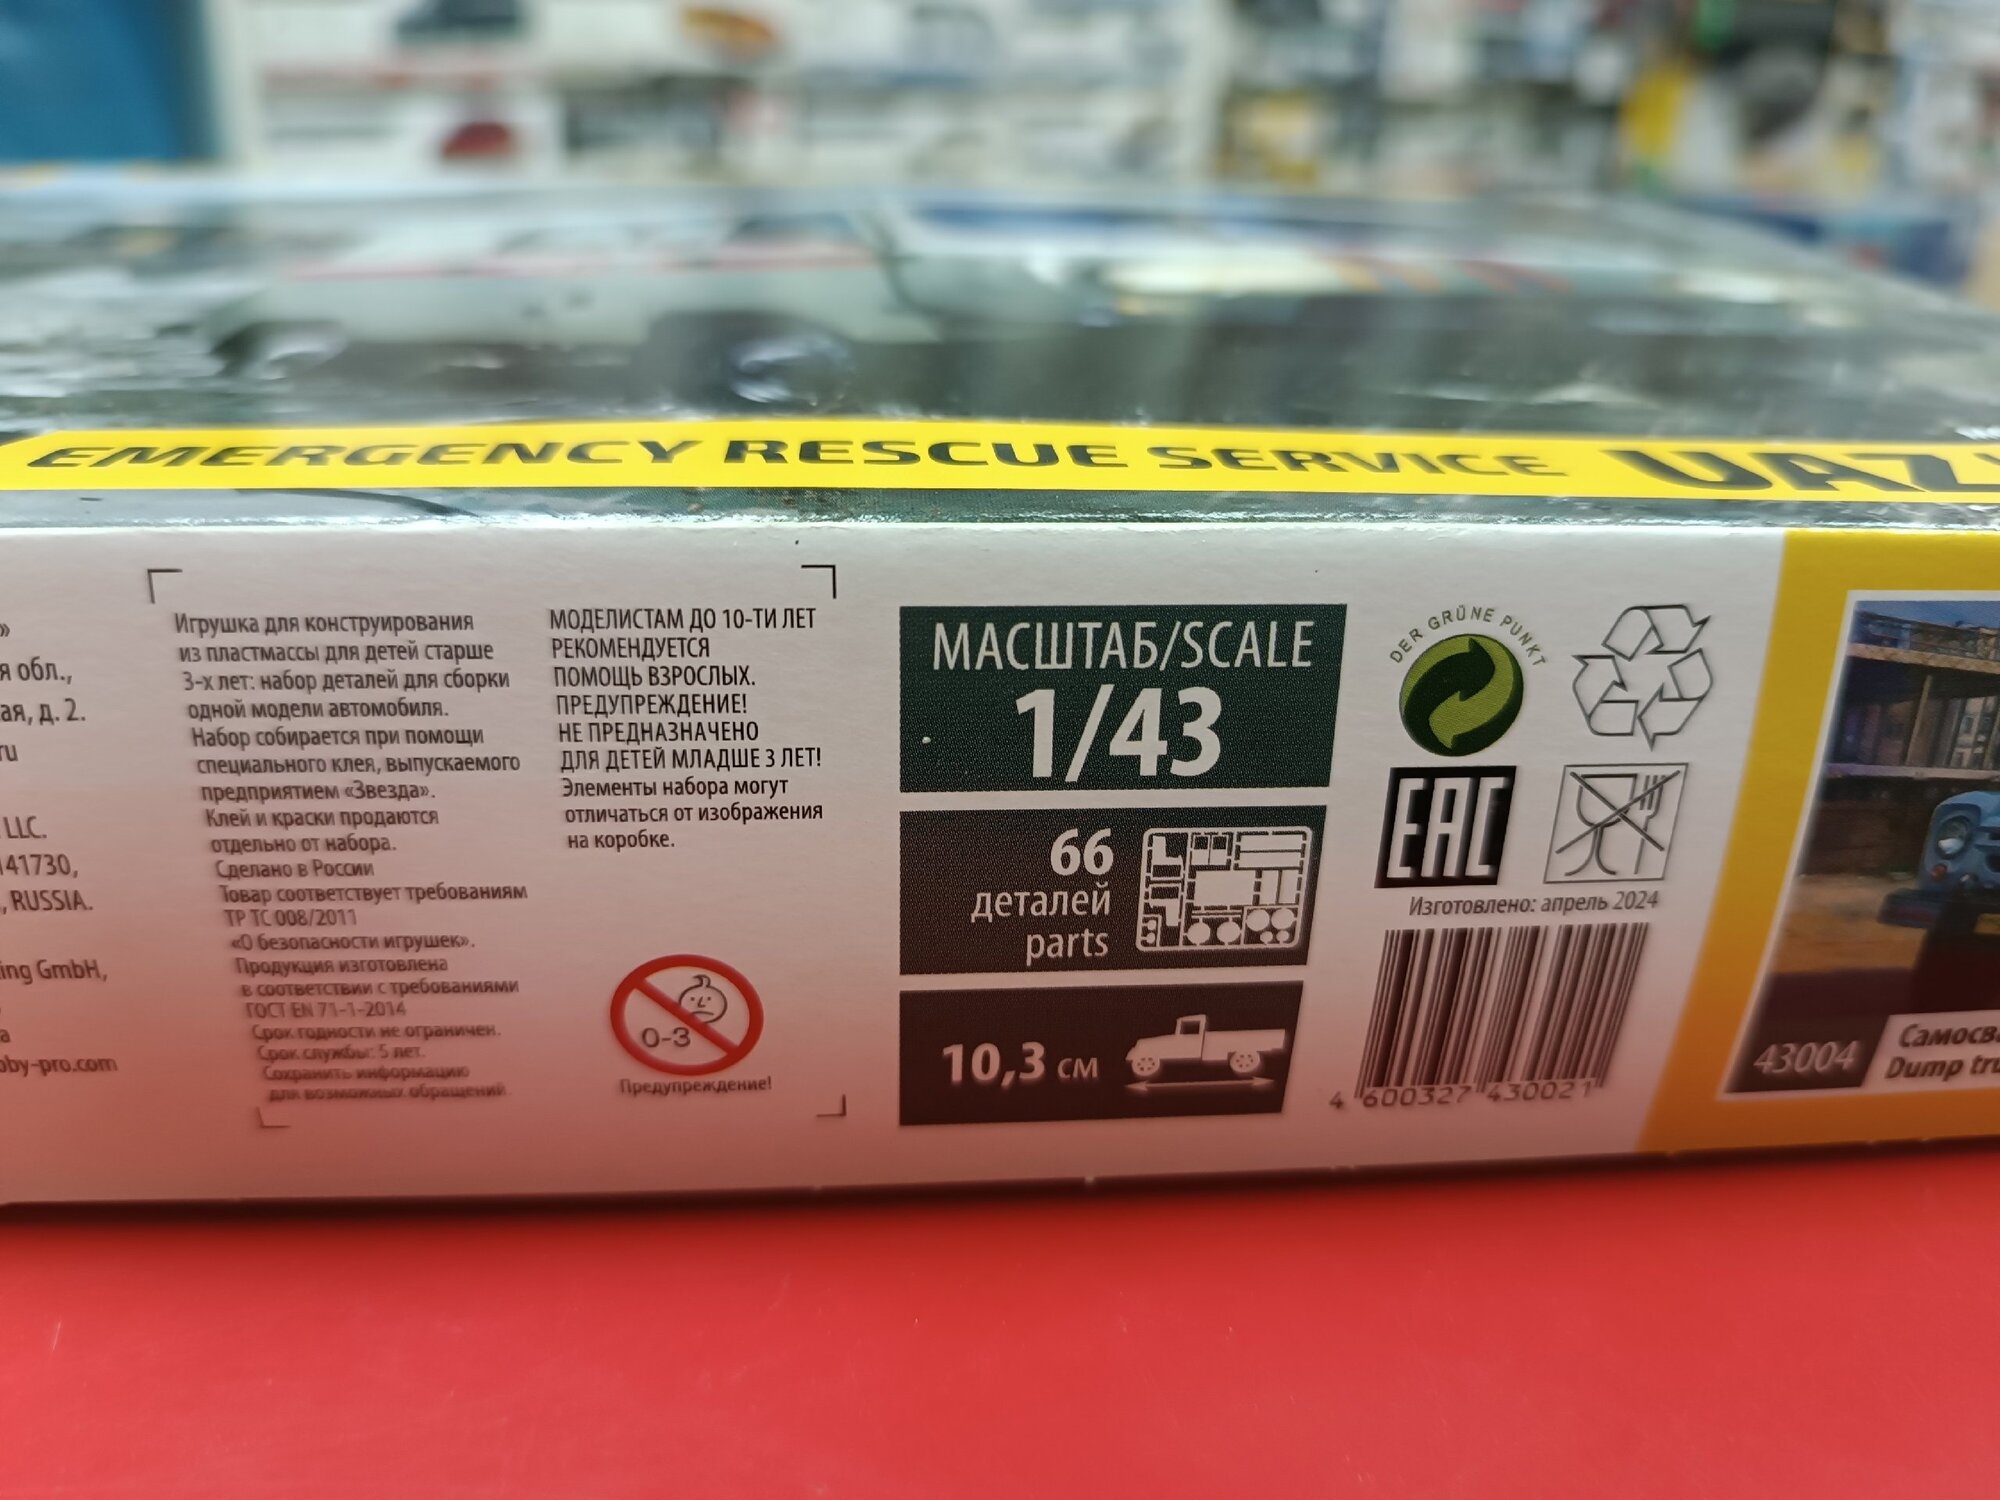 EMERGENCY RESCUE SERVICE UAZ
»
я обл.,
ая, д. 2.
ru
LLC.
141730,
, RUSSIA.
ing GmbH,
a
bby-pro.com
Игрушка для конструирования
из пластмассы для детей старше
3-х лет: набор деталей для сборки
одной модели автомобиля.
Набор собирается при помощи
специального клея, выпускаемого
предприятием «Звезда».
Клей и краски продаются
отдельно от набора.
Сделано в России
Товар соответствует требованиям
ТР ТС 008/2011
«О безопасности игрушек».
Продукция изготовлена
в соответствии с требованиями
ГОСТ EN 71-1-2014
Срок годности не ограничен.
Срок службы: 5 лет.
Сохранить информацию
для возможных обращений.
МОДЕЛИСТАМ ДО 10-ТИ ЛЕТ
РЕКОМЕНДУЕТСЯ
ПОМОЩЬ ВЗРОСЛЫХ.
ПРЕДУПРЕЖДЕНИЕ!
НЕ ПРЕДНАЗНАЧЕНО
ДЛЯ ДЕТЕЙ МЛАДШЕ 3 ЛЕТ!
Элементы набора могут
отличаться от изображения
на коробке.
0-3
Предупреждение!
МАСШТАБ/SCALE
1/43
66
деталей
parts
10,3 см
DER GRÜNE PUNKT
EAC
Изготовлено: апрель 2024
4 600327 430021
43004
Самосв
Dump tru